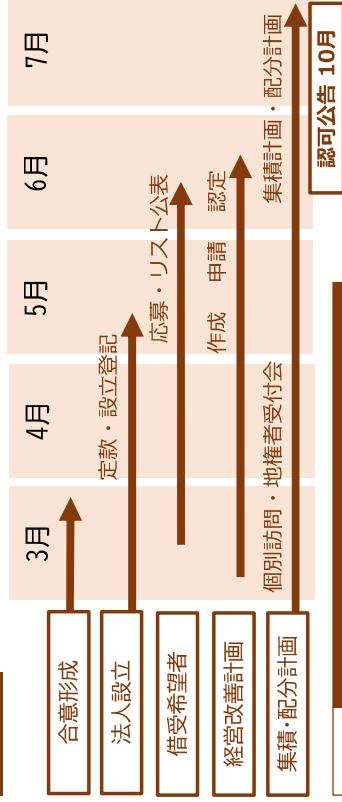 3月 4月 5月 6月 7月
合意形成
法人設立 定款・設立登記
借受希望者 応募・リスト公表
経営改善計画 作成 申請 認定
集積・配分計画 個別訪問・地権者受付会 集積計画・配分計画
認可公告 10月